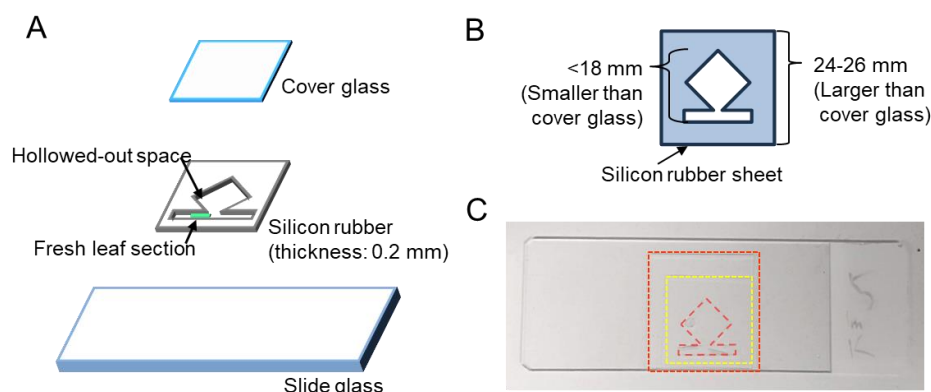 A
Cover glass
Hollowed-out space
Fresh leaf section
Silicon rubber
(thickness: 0.2 mm)
Slide glass
B
<18 mm
(Smaller than
cover glass)
24-26 mm
(Larger than
cover glass)
Silicon rubber sheet
C